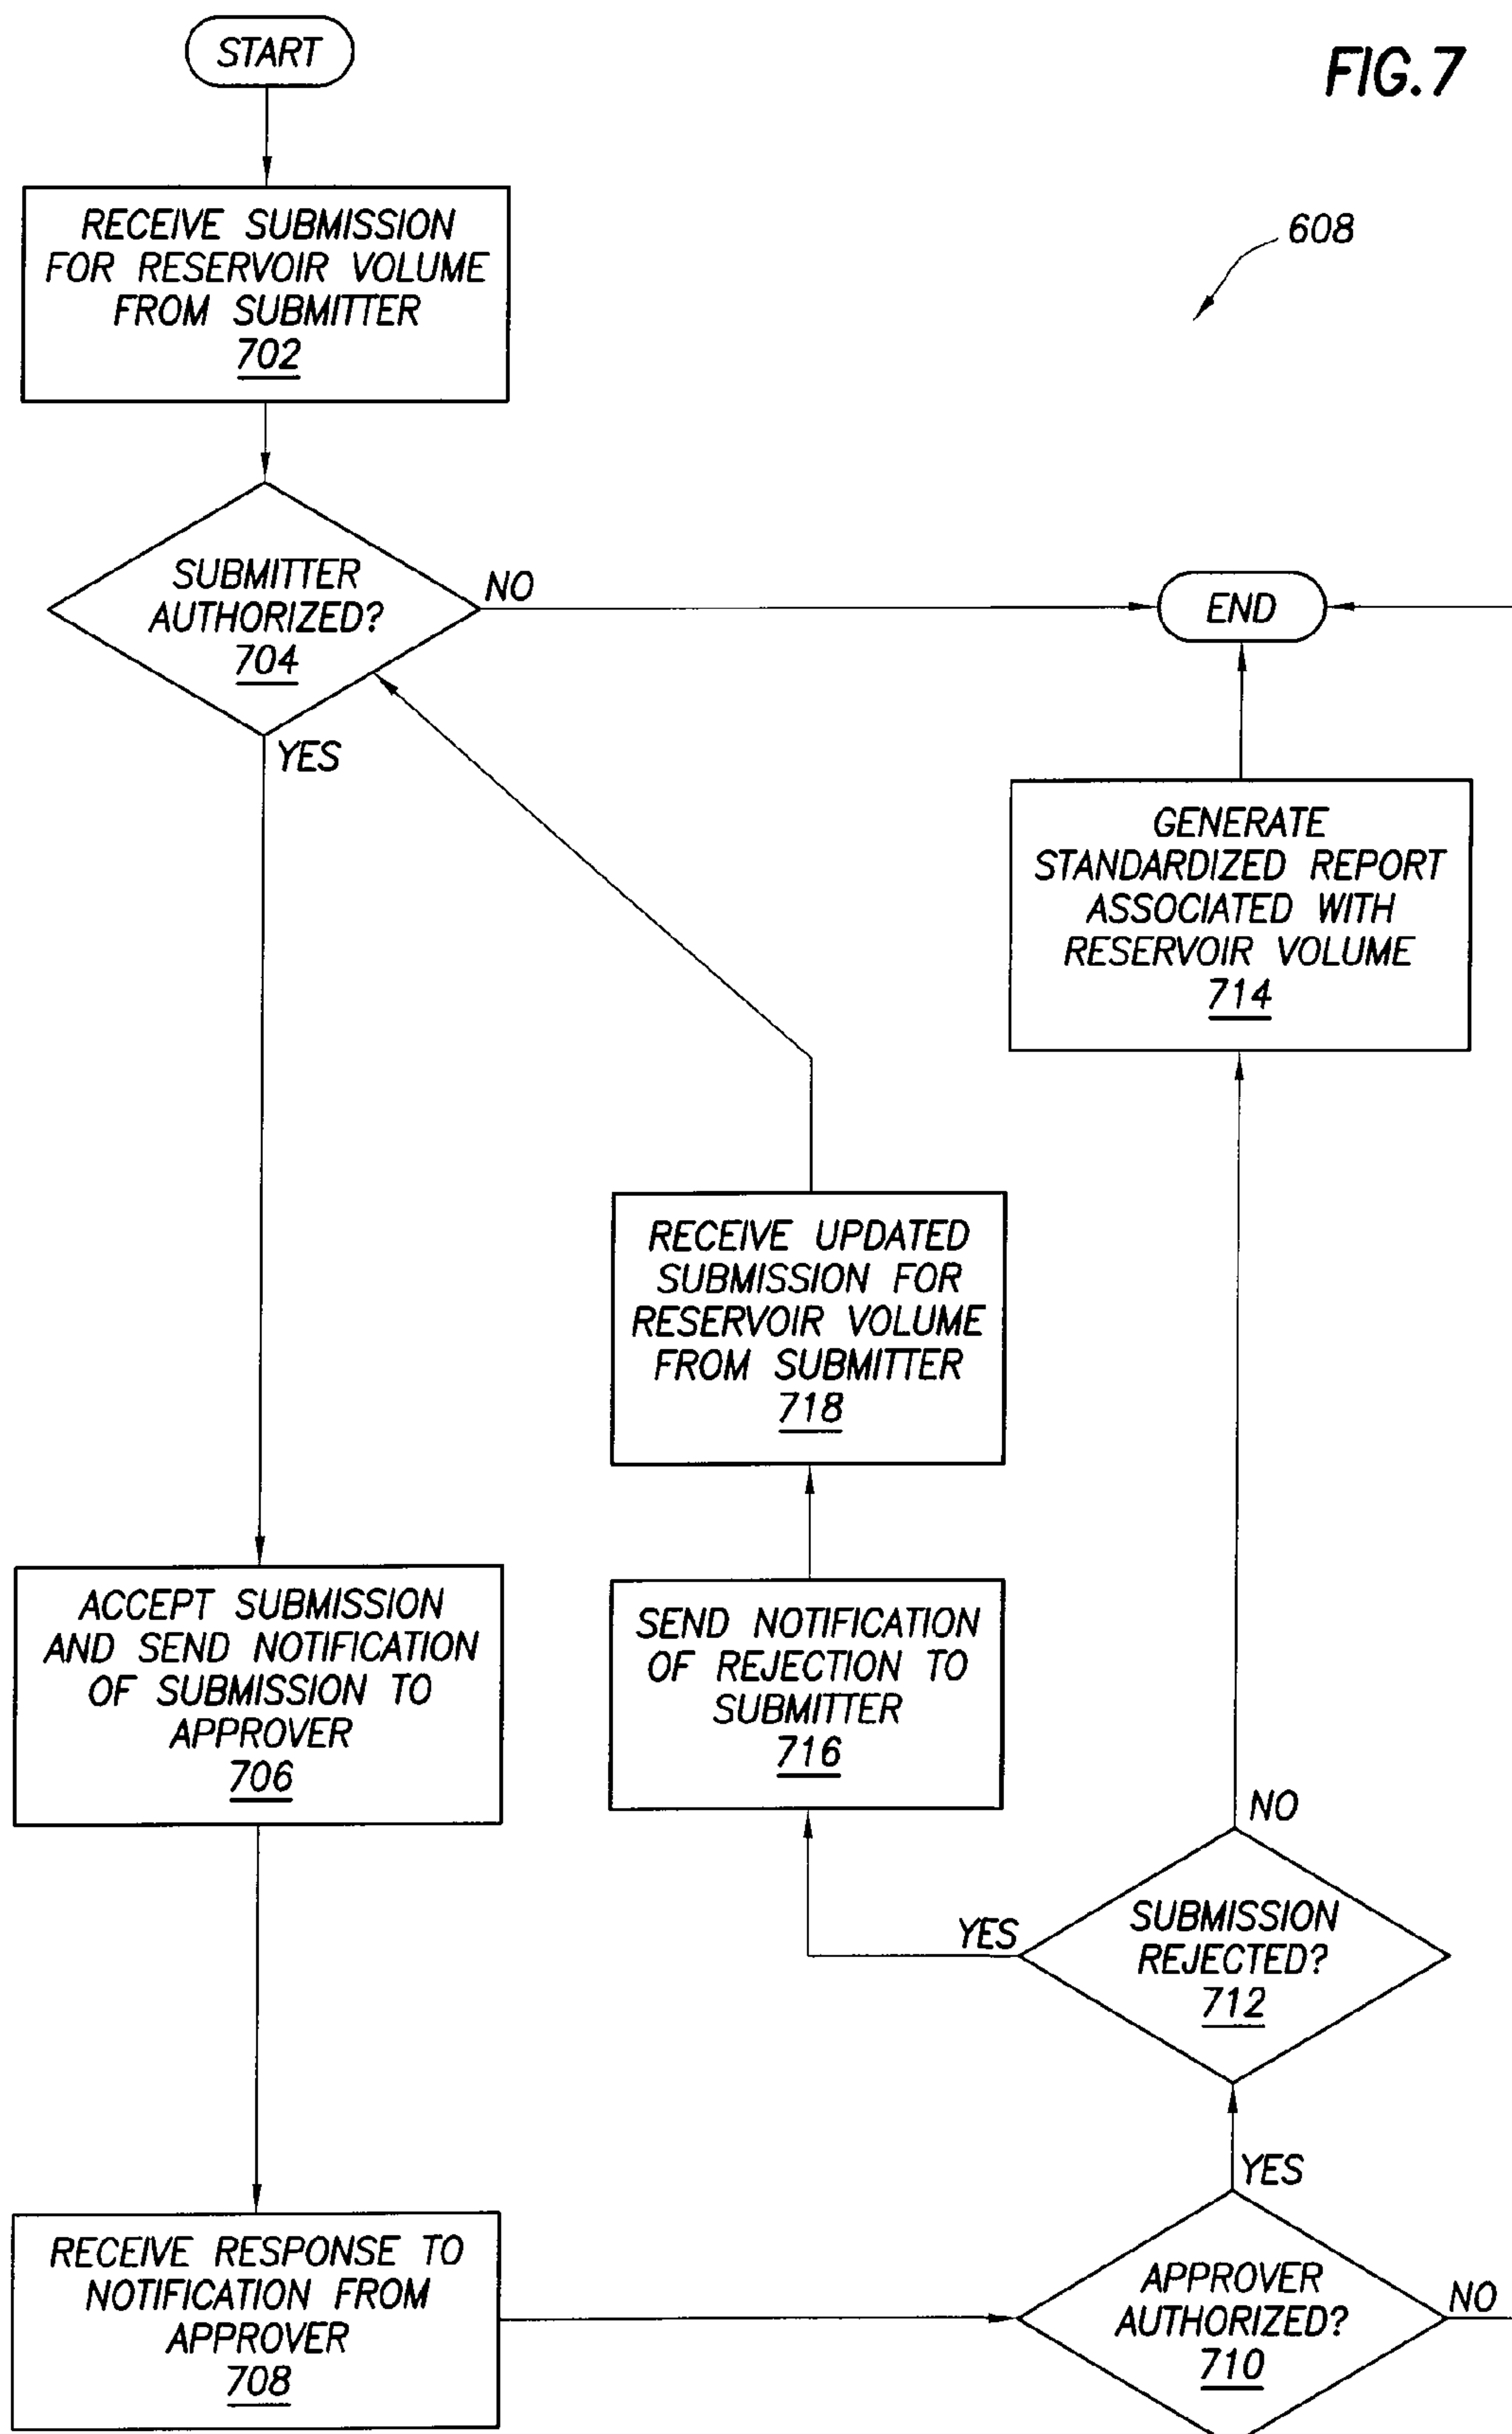 START
FIG.7
RECEIVE SUBMISSION
FOR RESERVOIR VOLUME
FROM SUBMITTER
702
608
SUBMITTER
AUTHORIZED?
704
NO
END
YES
GENERATE
STANDARDIZED REPORT
ASSOCIATED WITH
RESERVOIR VOLUME
714
RECEIVE UPDATED
SUBMISSION FOR
RESERVOIR VOLUME
FROM SUBMITTER
718
ACCEPT SUBMISSION
AND SEND NOTIFICATION
OF SUBMISSION TO
APPROVER
706
SEND NOTIFICATION
OF REJECTION TO
SUBMITTER
716
NO
YES
SUBMISSION
REJECTED?
712
YES
RECEIVE RESPONSE TO
NOTIFICATION FROM
APPROVER
708
APPROVER
AUTHORIZED?
710
NO